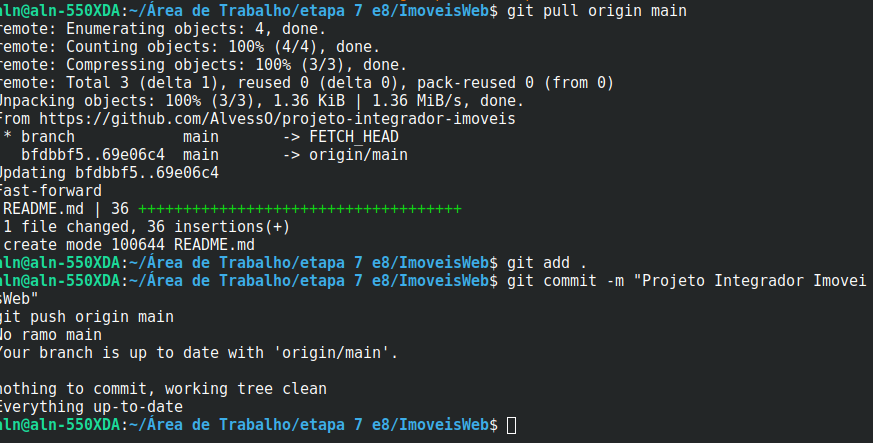 aln@aln-550XDA:~/Área de Trabalho/etapa 7 e8/ImoveisWeb$ git pull origin main
remote: Enumerating objects: 4, done.
remote: Counting objects: 100% (4/4), done.
remote: Compressing objects: 100% (3/3), done.
remote: Total 3 (delta 1), reused 0 (delta 0), pack-reused 0 (from 0)
Unpacking objects: 100% (3/3), 1.36 KiB | 1.36 MiB/s, done.
From https://github.com/AlvessO/projeto-integrador-imoveis
* branch main -> FETCH_HEAD
bfdbbf5..69e06c4 main -> origin/main
Updating bfdbbf5..69e06c4
Fast-forward
README.md | 36 ++++++++++++++++++++++++++++++++++++
1 file changed, 36 insertions(+)
create mode 100644 README.md
aln@aln-550XDA:~/Área de Trabalho/etapa 7 e8/ImoveisWeb$ git add .
aln@aln-550XDA:~/Área de Trabalho/etapa 7 e8/ImoveisWeb$ git commit -m "Projeto Integrador Imovei
sWeb"
git push origin main
No ramo main
Your branch is up to date with 'origin/main'.
nothing to commit, working tree clean
Everything up-to-date
aln@aln-550XDA:~/Área de Trabalho/etapa 7 e8/ImoveisWeb$